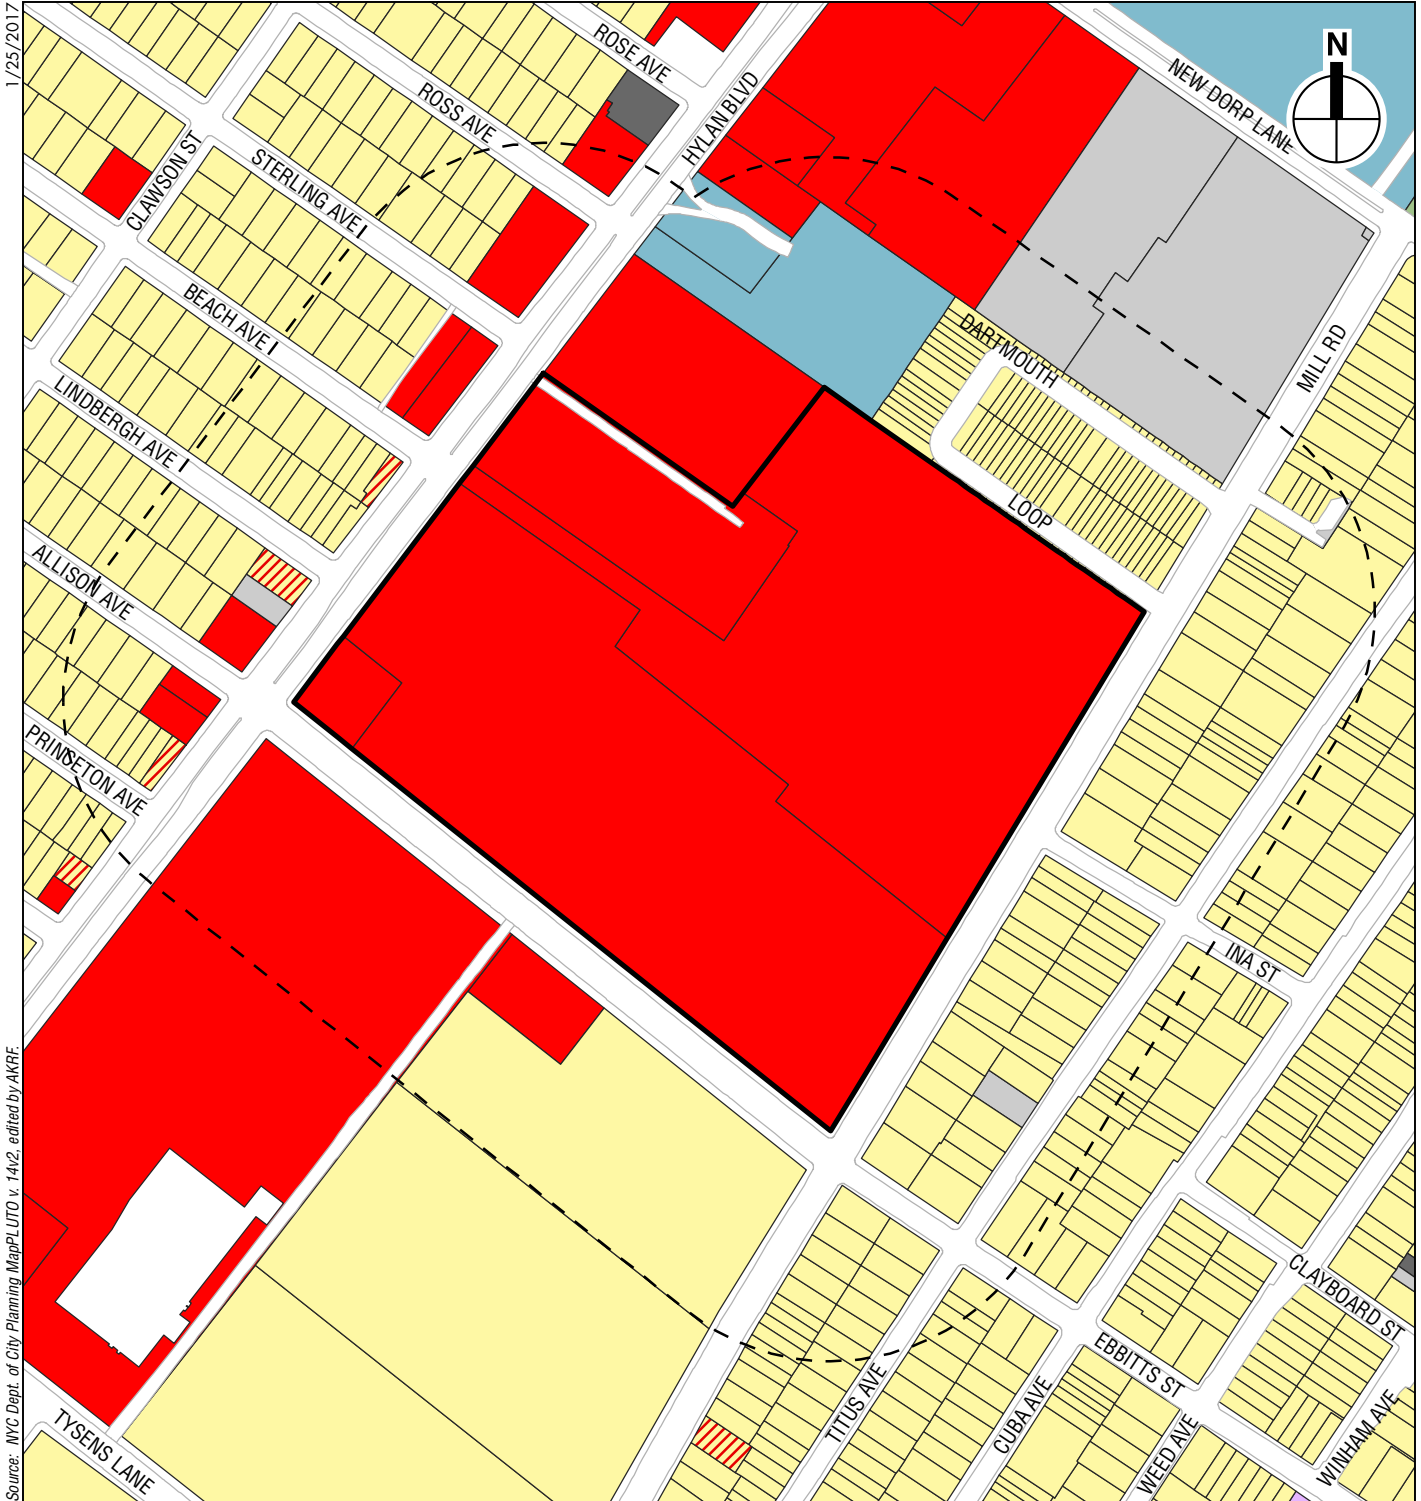 1/25/2017
ROSE AVE
HYLAN BLVD
NEW DORP LANE
N
ROSS AVE
CLAWSON ST
STERLING AVE
BEACH AVE
DARTMOUTH
MILL RD
LINDBERGH AVE
LOOP
ALLISON AVE
PRINCETON AVE
INA ST
Source: NYC Dept. of City Planning MapPLUTO v. 14v2, edited by AKRF.
CLAYBOARD ST
EBBITTS ST
TITUS AVE
CUBA AVE
WEED AVE
WINHAM AVE
TYSENS LANE